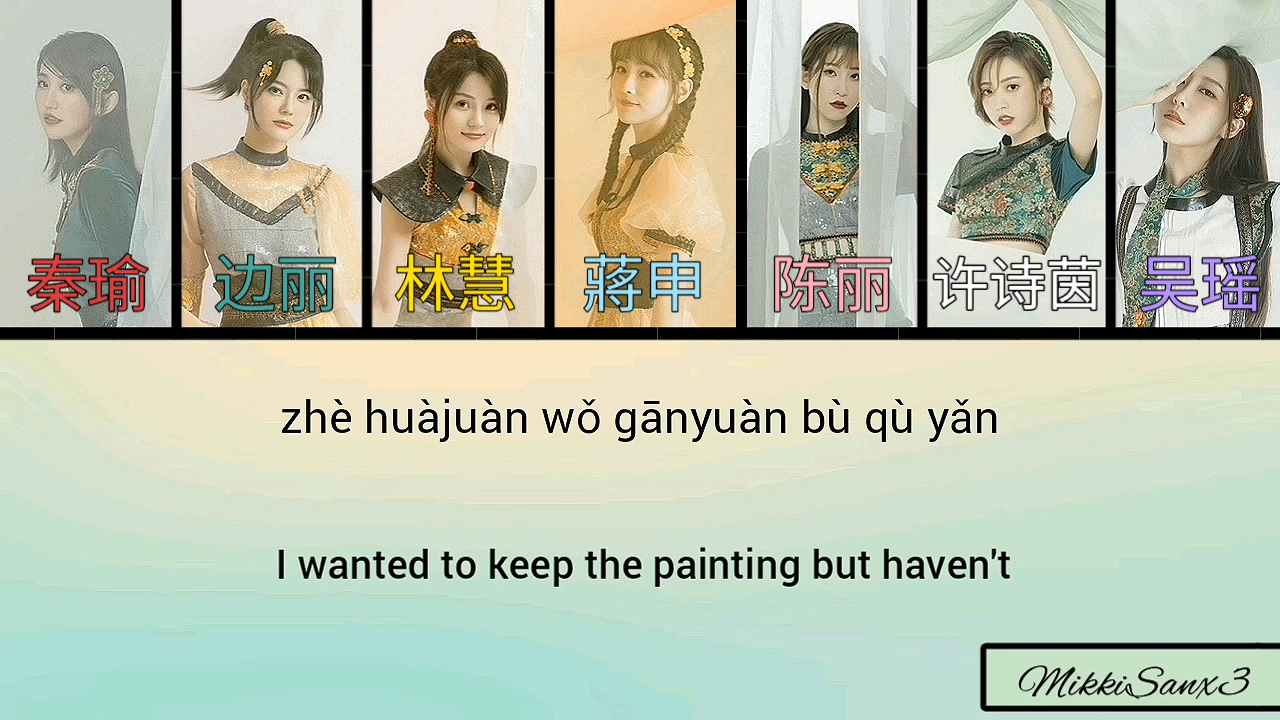 秦瑜
边丽
林慧
蔣申
陈丽
许诗茵
吴瑶
zhè huàjuàn wǒ gānyuàn bù qù yǎn
I wanted to keep the painting but haven't
MikkiSanx3